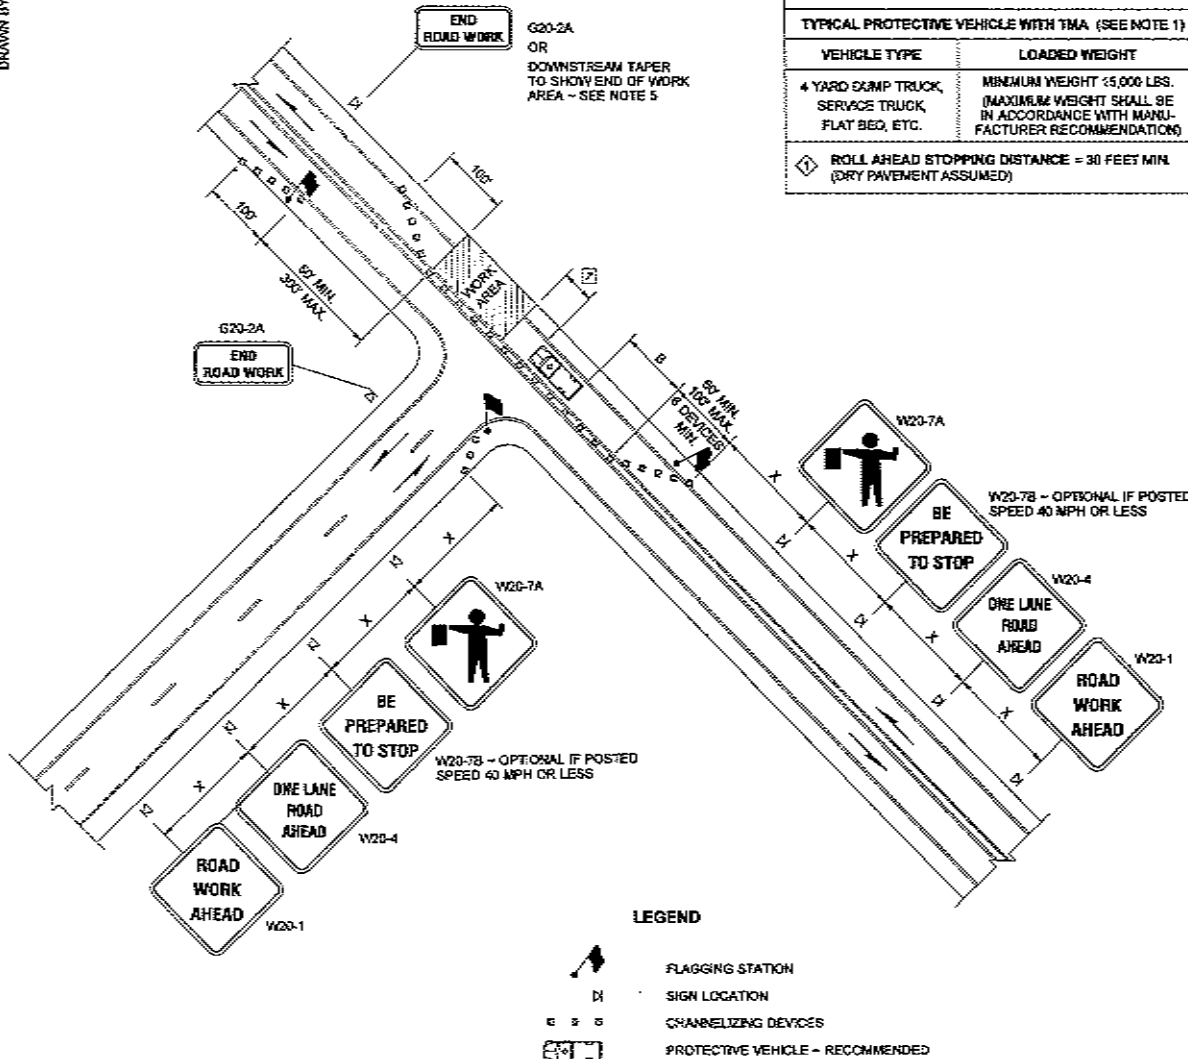 DRAWN BY
END
ROAD WORK
G20-2A
OR
DOWNSTREAM TAPER
TO SHOW END OF WORK
AREA ~ SEE NOTE 5
TYPICAL PROTECTIVE VEHICLE WITH TMA (SEE NOTE 1)
VEHICLE TYPE
LOADED WEIGHT
4 YARD DUMP TRUCK,
SERVICE TRUCK,
FLAT BED, ETC.
MINIMUM WEIGHT 15,000 LBS.
(MAXIMUM WEIGHT SHALL BE
IN ACCORDANCE WITH MANU-
FACTURER RECOMMENDATION)
1
ROLL AHEAD STOPPING DISTANCE = 30 FEET MIN.
(DRY PAVEMENT ASSUMED)
100'
100'
50' MIN.
300' MAX.
WORK
AREA
G20-2A
END
ROAD WORK
B
50' MIN.
100' MAX.
6 DEVICES
MIN.
X
X
X
X
W20-7A
W20-7B ~ OPTIONAL IF POSTED
SPEED 40 MPH OR LESS
BE
PREPARED
TO STOP
W20-4
ONE LANE
ROAD
AHEAD
W20-1
ROAD
WORK
AHEAD
X
X
X
X
W20-7A
BE
PREPARED
TO STOP
W20-7B ~ OPTIONAL IF POSTED
SPEED 40 MPH OR LESS
ONE LANE
ROAD
AHEAD
W20-4
ROAD
WORK
AHEAD
W20-1
LEGEND
FLAGGING STATION
SIGN LOCATION
CHANNELIZING DEVICES
PROTECTIVE VEHICLE ~ RECOMMENDED